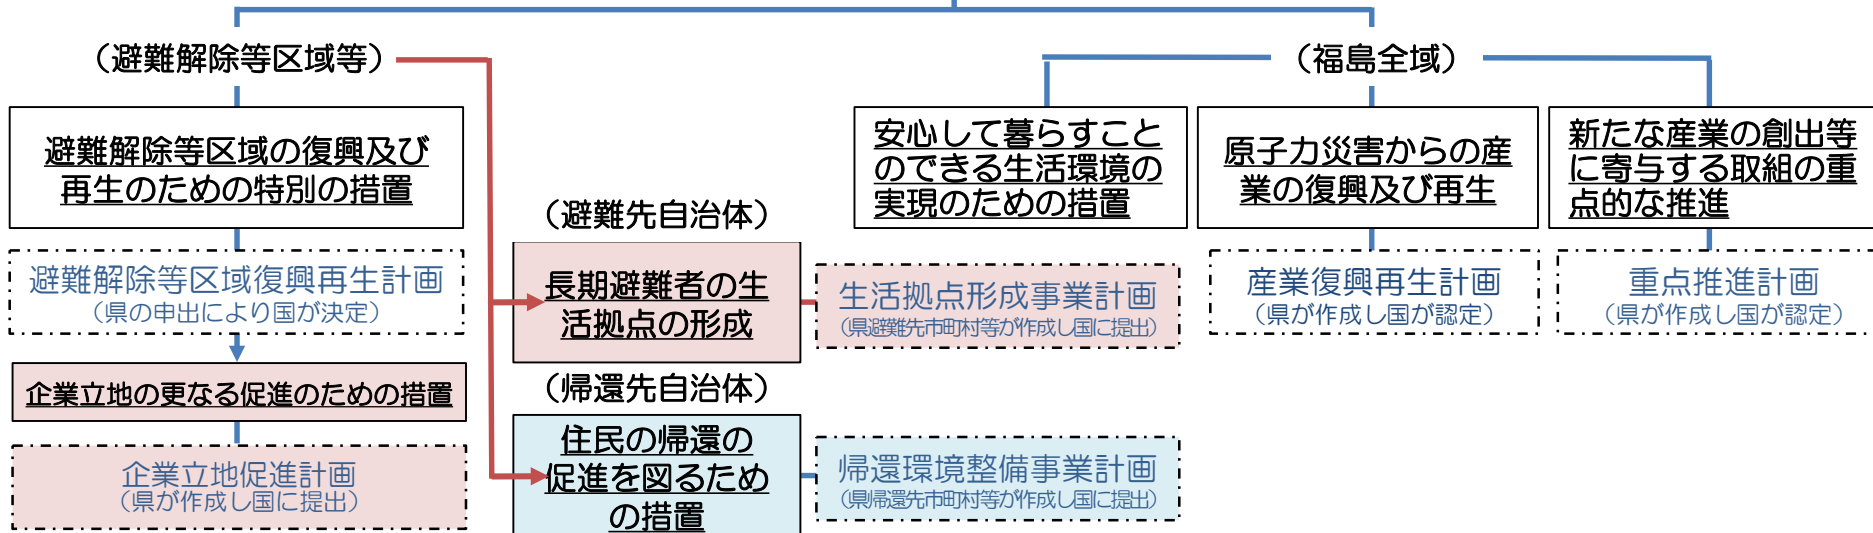 （避難解除等区域等）
避難解除等区域の復興及び
再生のための特別の措置
避難解除等区域復興再生計画
（県の申出により国が決定）
企業立地の更なる促進のための措置
企業立地促進計画
（県が作成し国に提出）
（避難先自治体）
長期避難者の生
活拠点の形成
生活拠点形成事業計画
（県避難先市町村等が作成し国に提出）
（帰還先自治体）
住民の帰還の
促進を図るため
の措置
帰還環境整備事業計画
（県帰還先市町村等が作成し国に提出）
（福島全域）
安心して暮らすこと
のできる生活環境の
実現のための措置
原子力災害からの産
業の復興及び再生
産業復興再生計画
（県が作成し国が認定）
新たな産業の創出等
に寄与する取組の重
点的な推進
重点推進計画
（県が作成し国が認定）